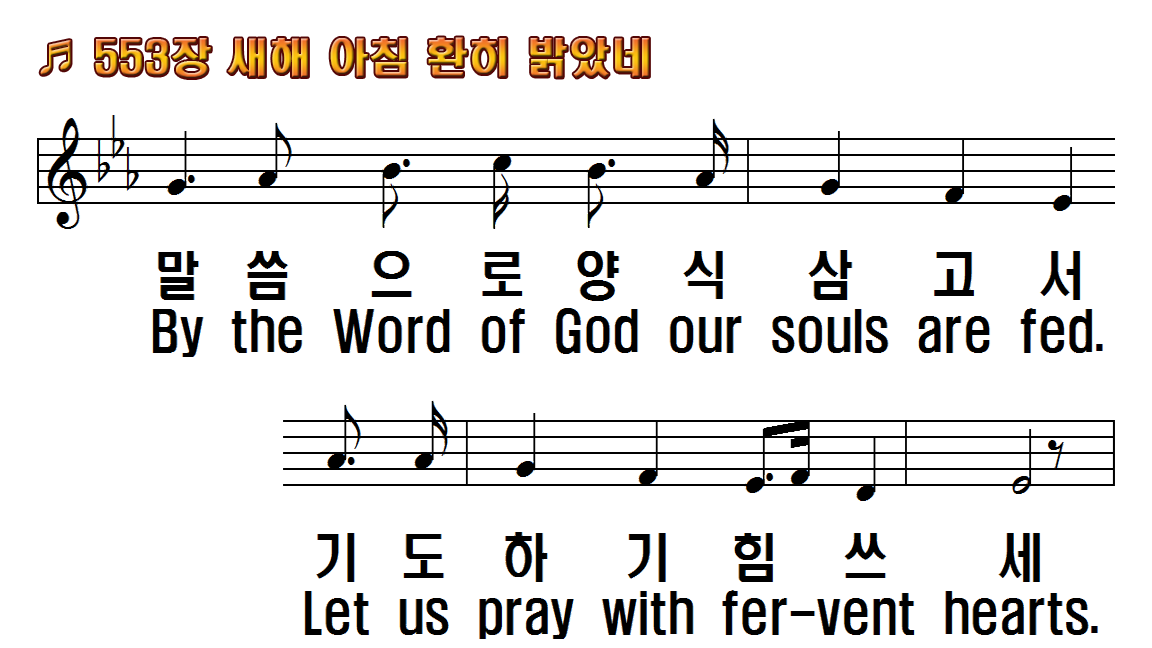 553장 새해 아침 환히 밝았네
말 씀 으 로 양 식 삼 고 서
By the Word of God our souls are fed.
기 도 하 기 힘 쓰 세
Let us pray with fer-vent hearts.